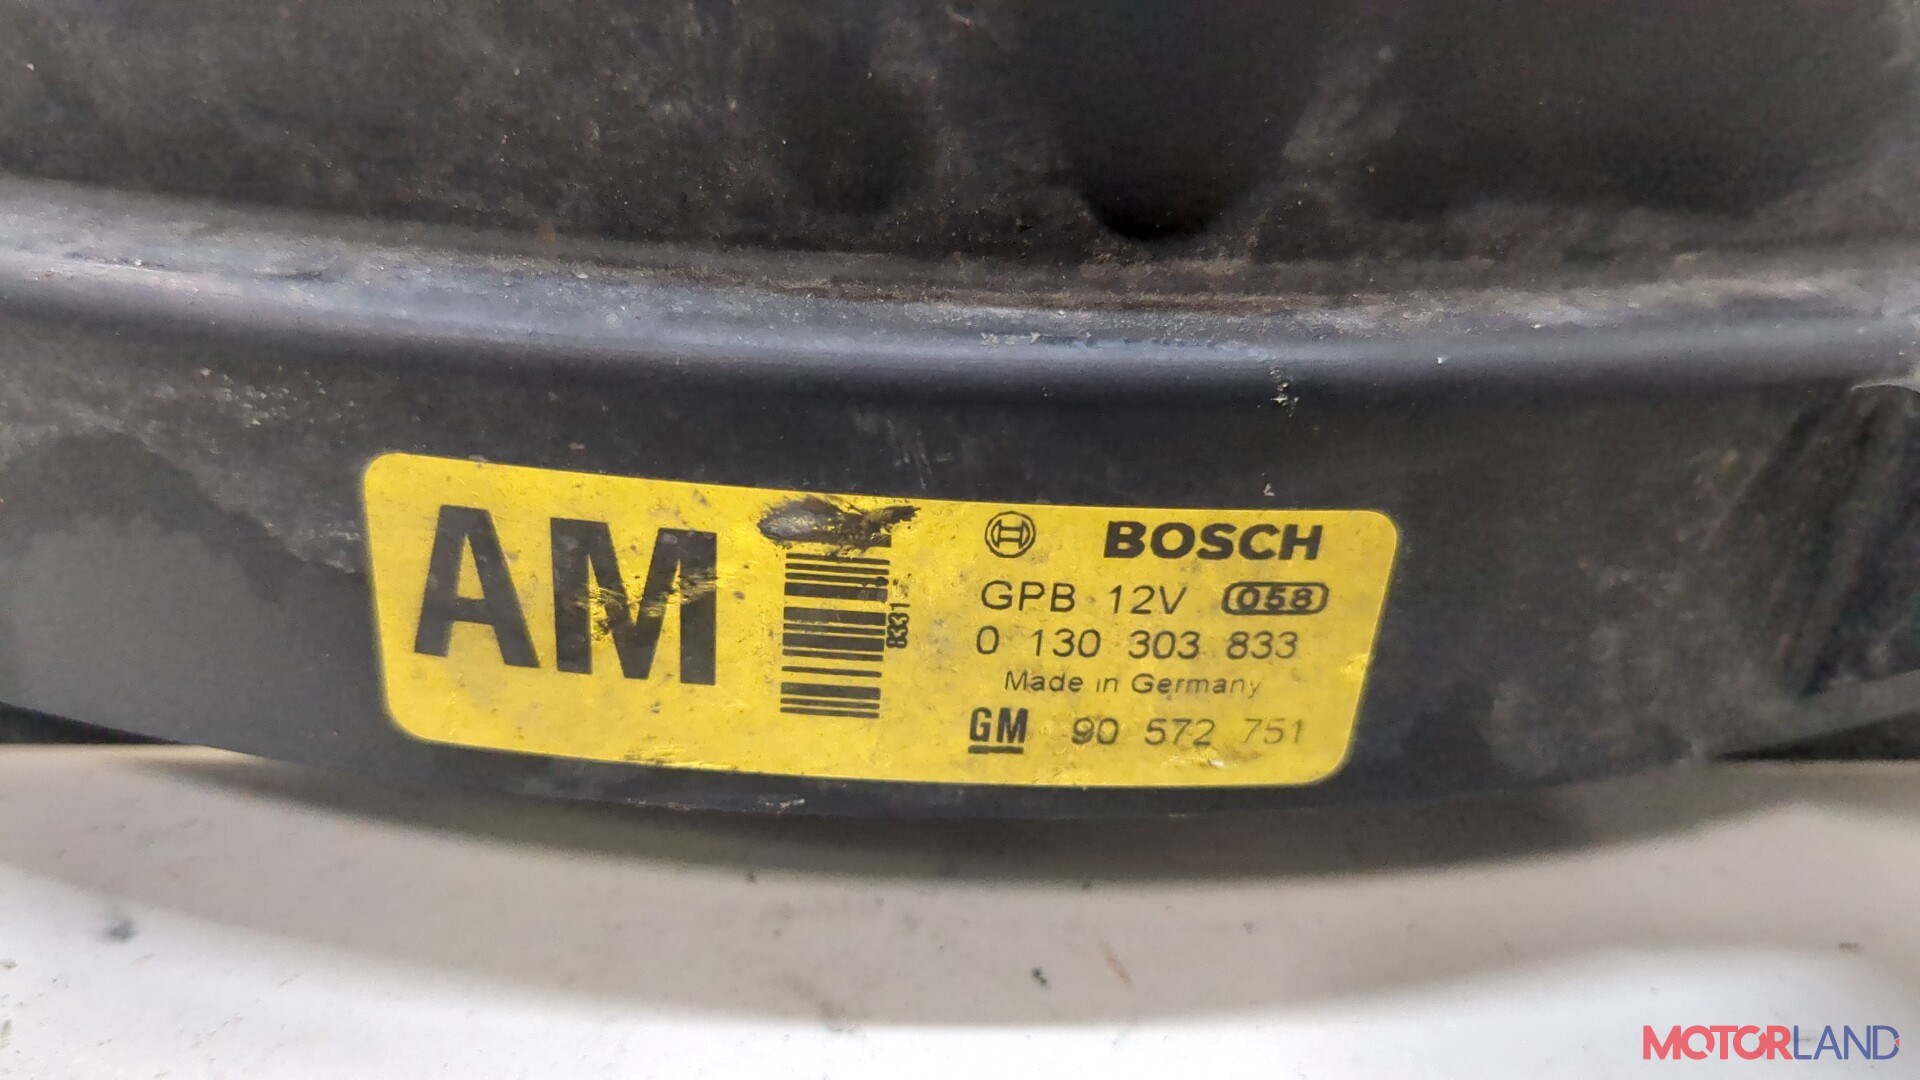 AM
8331
BOSCH
GPB 12V 058
0 130 303 833
Made in Germany
GM 90 572 751
MOTORLAND